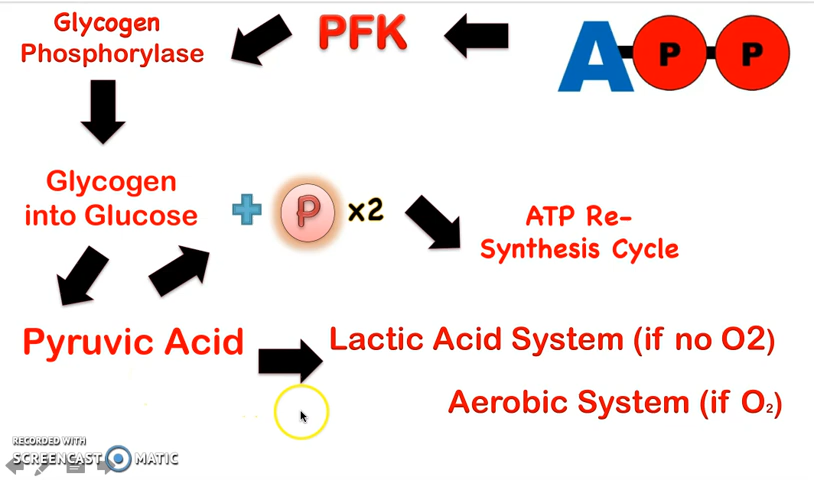 Glycogen
Phosphorylase
PFK
A P P
Glycogen
into Glucose
+ P x2
ATP Re-
Synthesis Cycle
Pyruvic Acid
Lactic Acid System (if no O2)
Aerobic System (if O₂)
RECORDED WITH
SCREENCAST MATIC